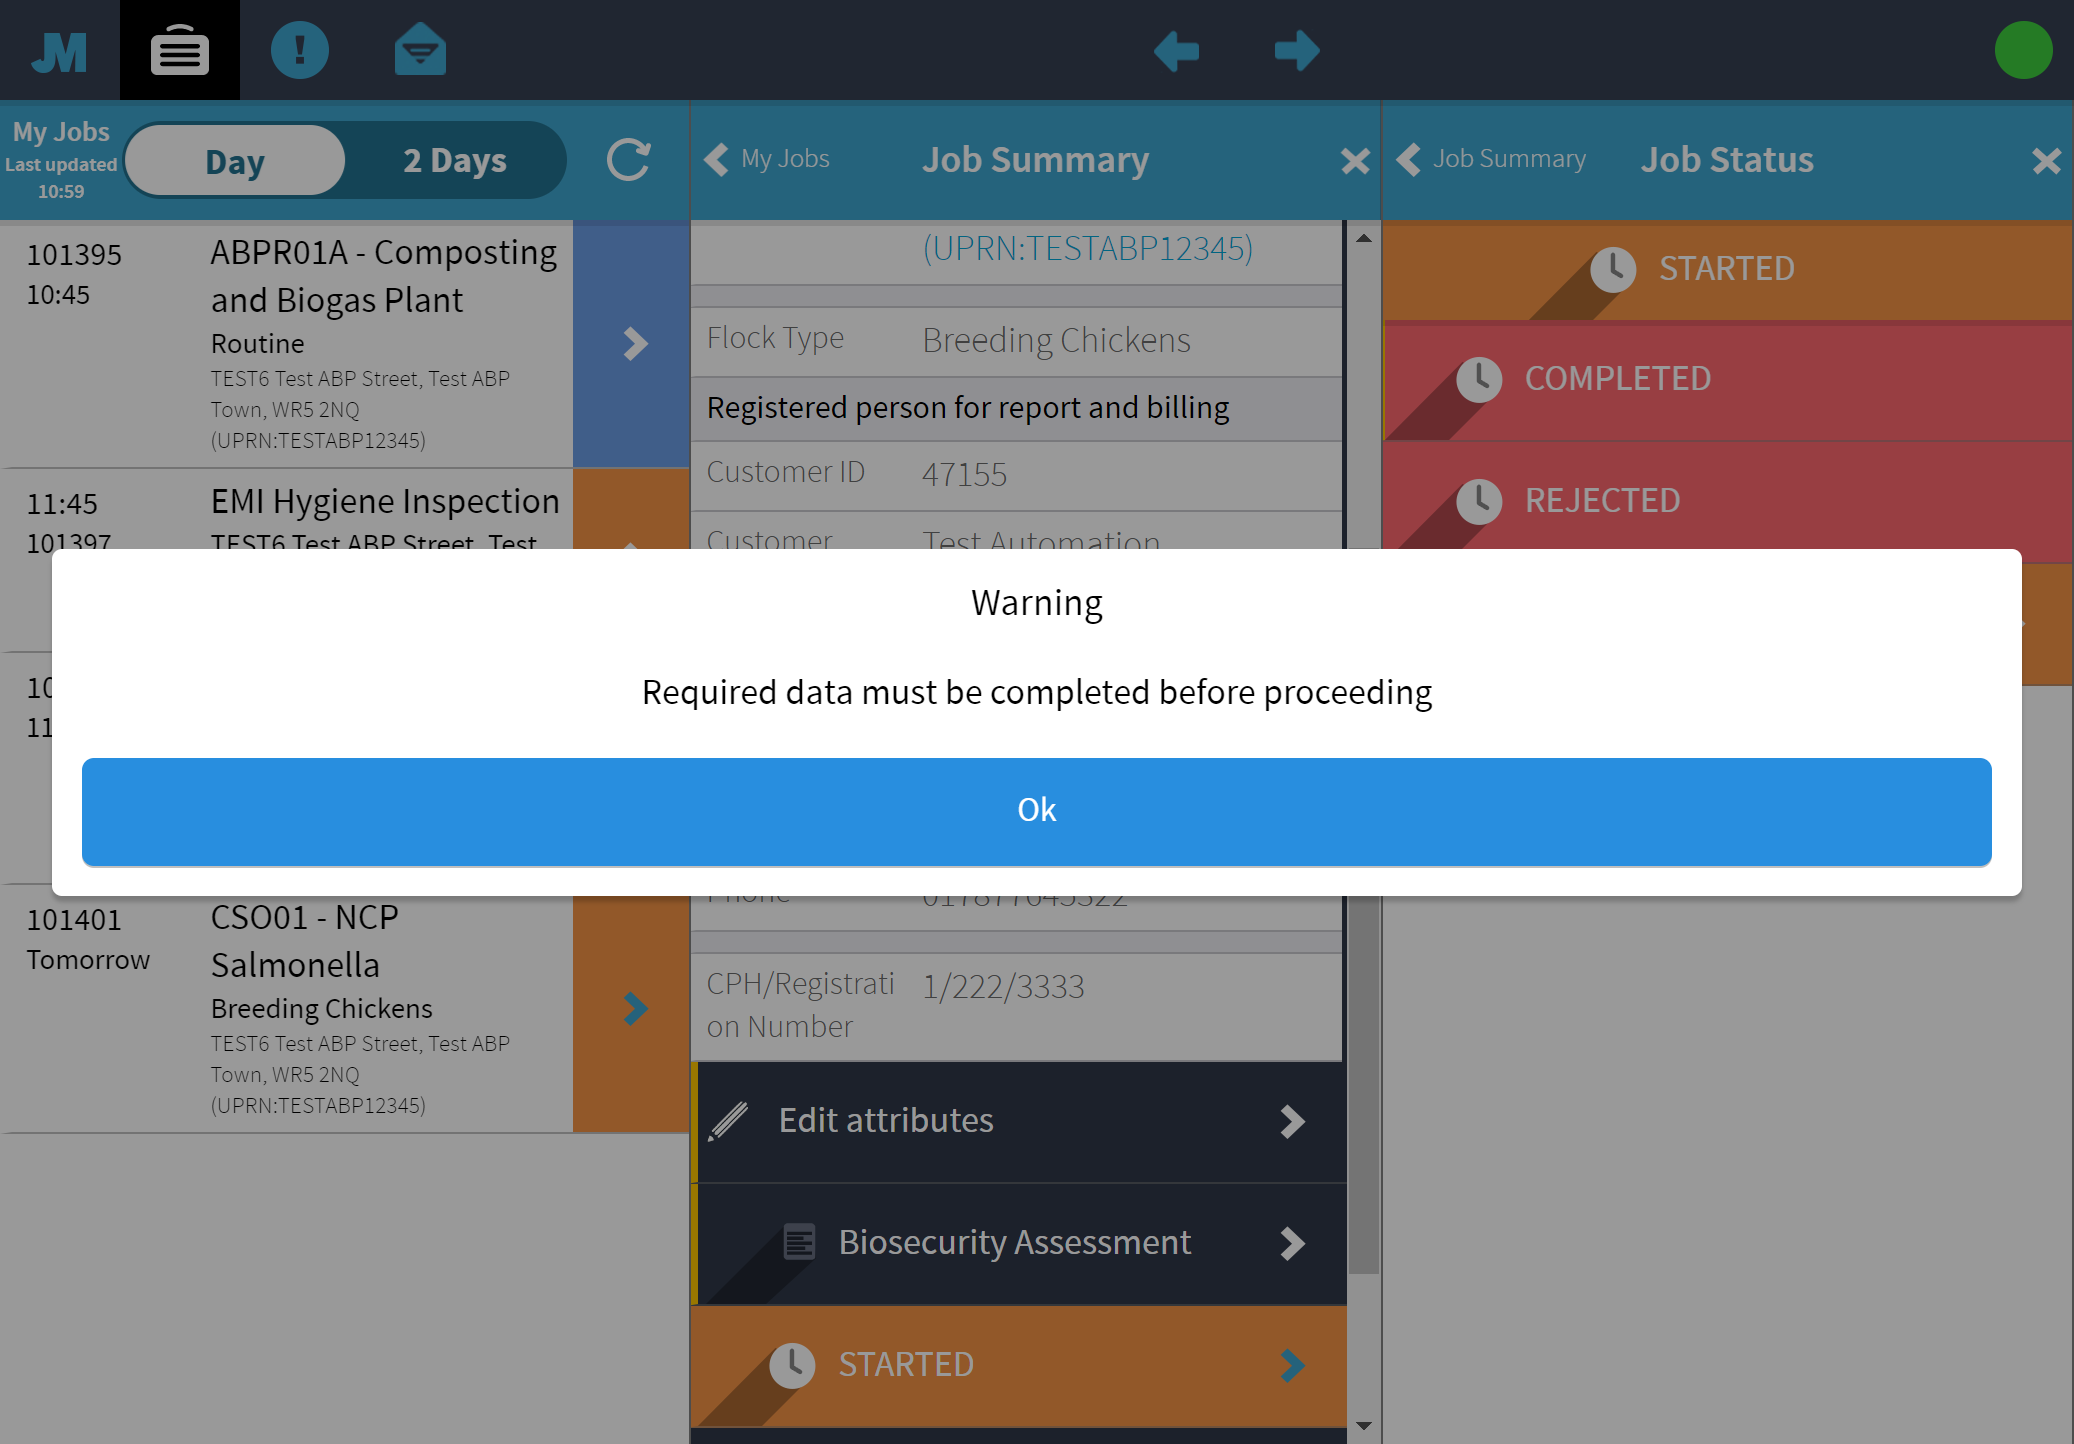 JM
My Jobs
Last updated
10:59
Day
2 Days
My Jobs
Job Summary
Job Summary
Job Status
101395
10:45
ABPR01A - Composting
and Biogas Plant
Routine
TEST6 Test ABP Street, Test ABP
Town, WR5 2NQ
(UPRN:TESTABP12345)
11:45
101397
EMI Hygiene Inspection
TEST6 Test ABP Street, Test
10
11
101401
Tomorrow
CSO01 - NCP
Salmonella
Breeding Chickens
TEST6 Test ABP Street, Test ABP
Town, WR5 2NQ
(UPRN:TESTABP12345)
(UPRN:TESTABP12345)
Flock Type
Breeding Chickens
Registered person for report and billing
Customer ID
47155
Customer
Test Automation
Phone
CPH/Registrati
on Number
1/222/3333
Edit attributes
Biosecurity Assessment
STARTED
STARTED
COMPLETED
REJECTED
Warning
Required data must be completed before proceeding
Ok